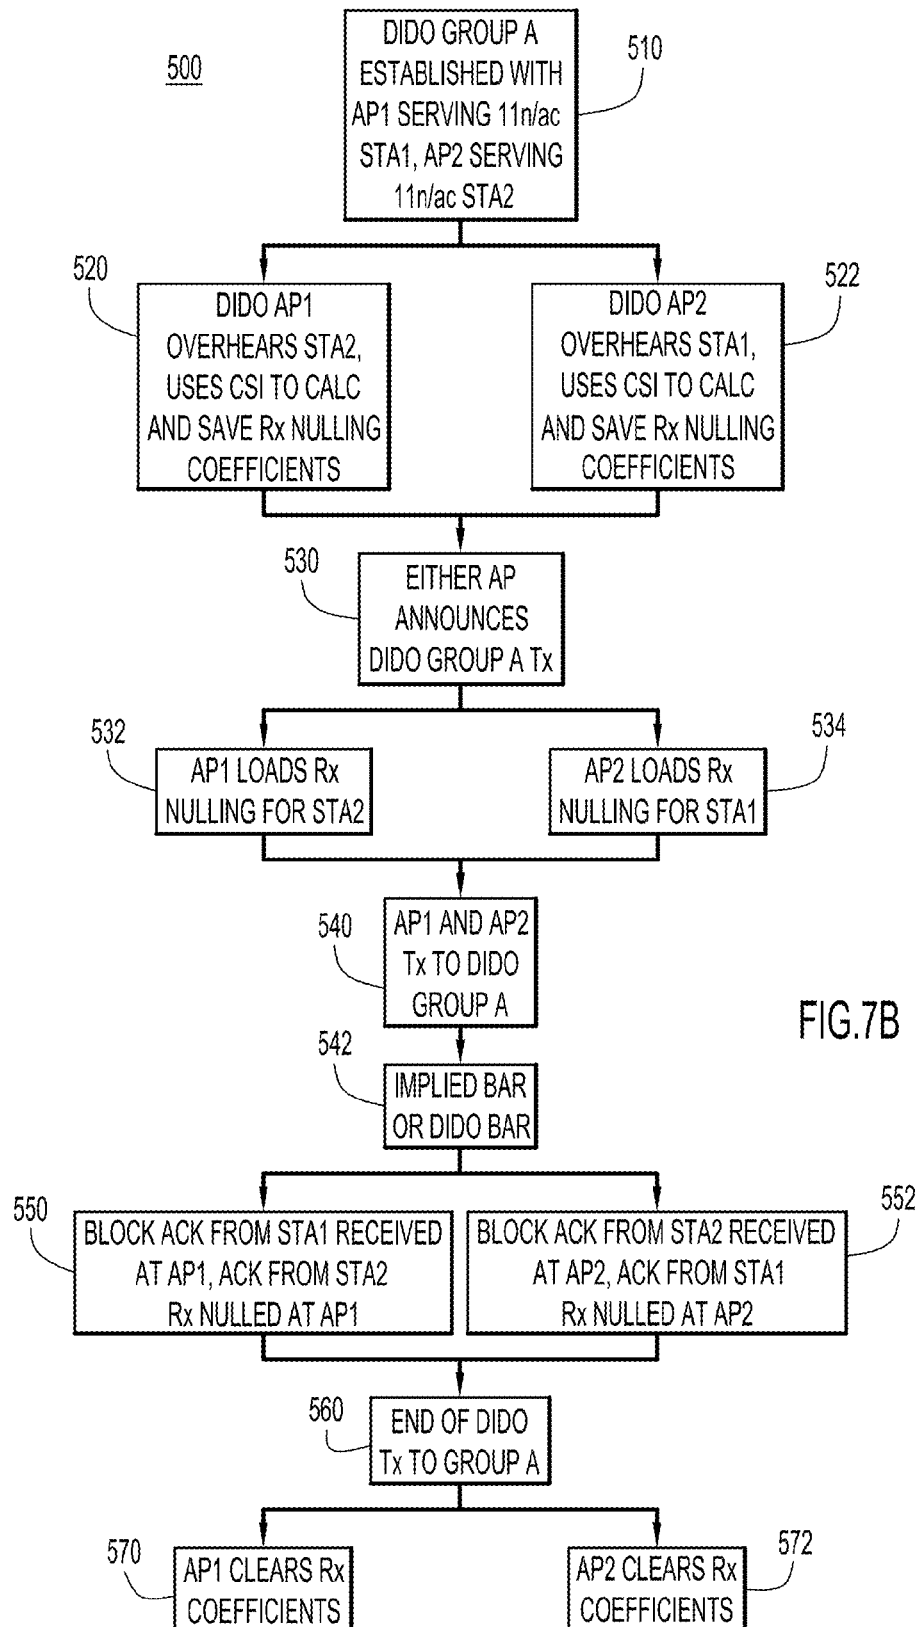 500
DIDO GROUP A
ESTABLISHED WITH
AP1 SERVING 11n/ac
STA1, AP2 SERVING
11n/ac STA2
510
520
DIDO AP1
OVERHEARS STA2,
USES CSI TO CALC
AND SAVE Rx NULLING
COEFFICIENTS
DIDO AP2
OVERHEARS STA1,
USES CSI TO CALC
AND SAVE Rx NULLING
COEFFICIENTS
522
530
EITHER AP
ANNOUNCES
DIDO GROUP A Tx
532
AP1 LOADS Rx
NULLING FOR STA2
AP2 LOADS Rx
NULLING FOR STA1
534
540
AP1 AND AP2
Tx TO DIDO
GROUP A
FIG.7B
542
IMPLIED BAR
OR DIDO BAR
550
BLOCK ACK FROM STA1 RECEIVED
AT AP1, ACK FROM STA2
Rx NULLED AT AP1
BLOCK ACK FROM STA2 RECEIVED
AT AP2, ACK FROM STA1
Rx NULLED AT AP2
552
560
END OF DIDO
Tx TO GROUP A
570
AP1 CLEARS Rx
COEFFICIENTS
AP2 CLEARS Rx
COEFFICIENTS
572